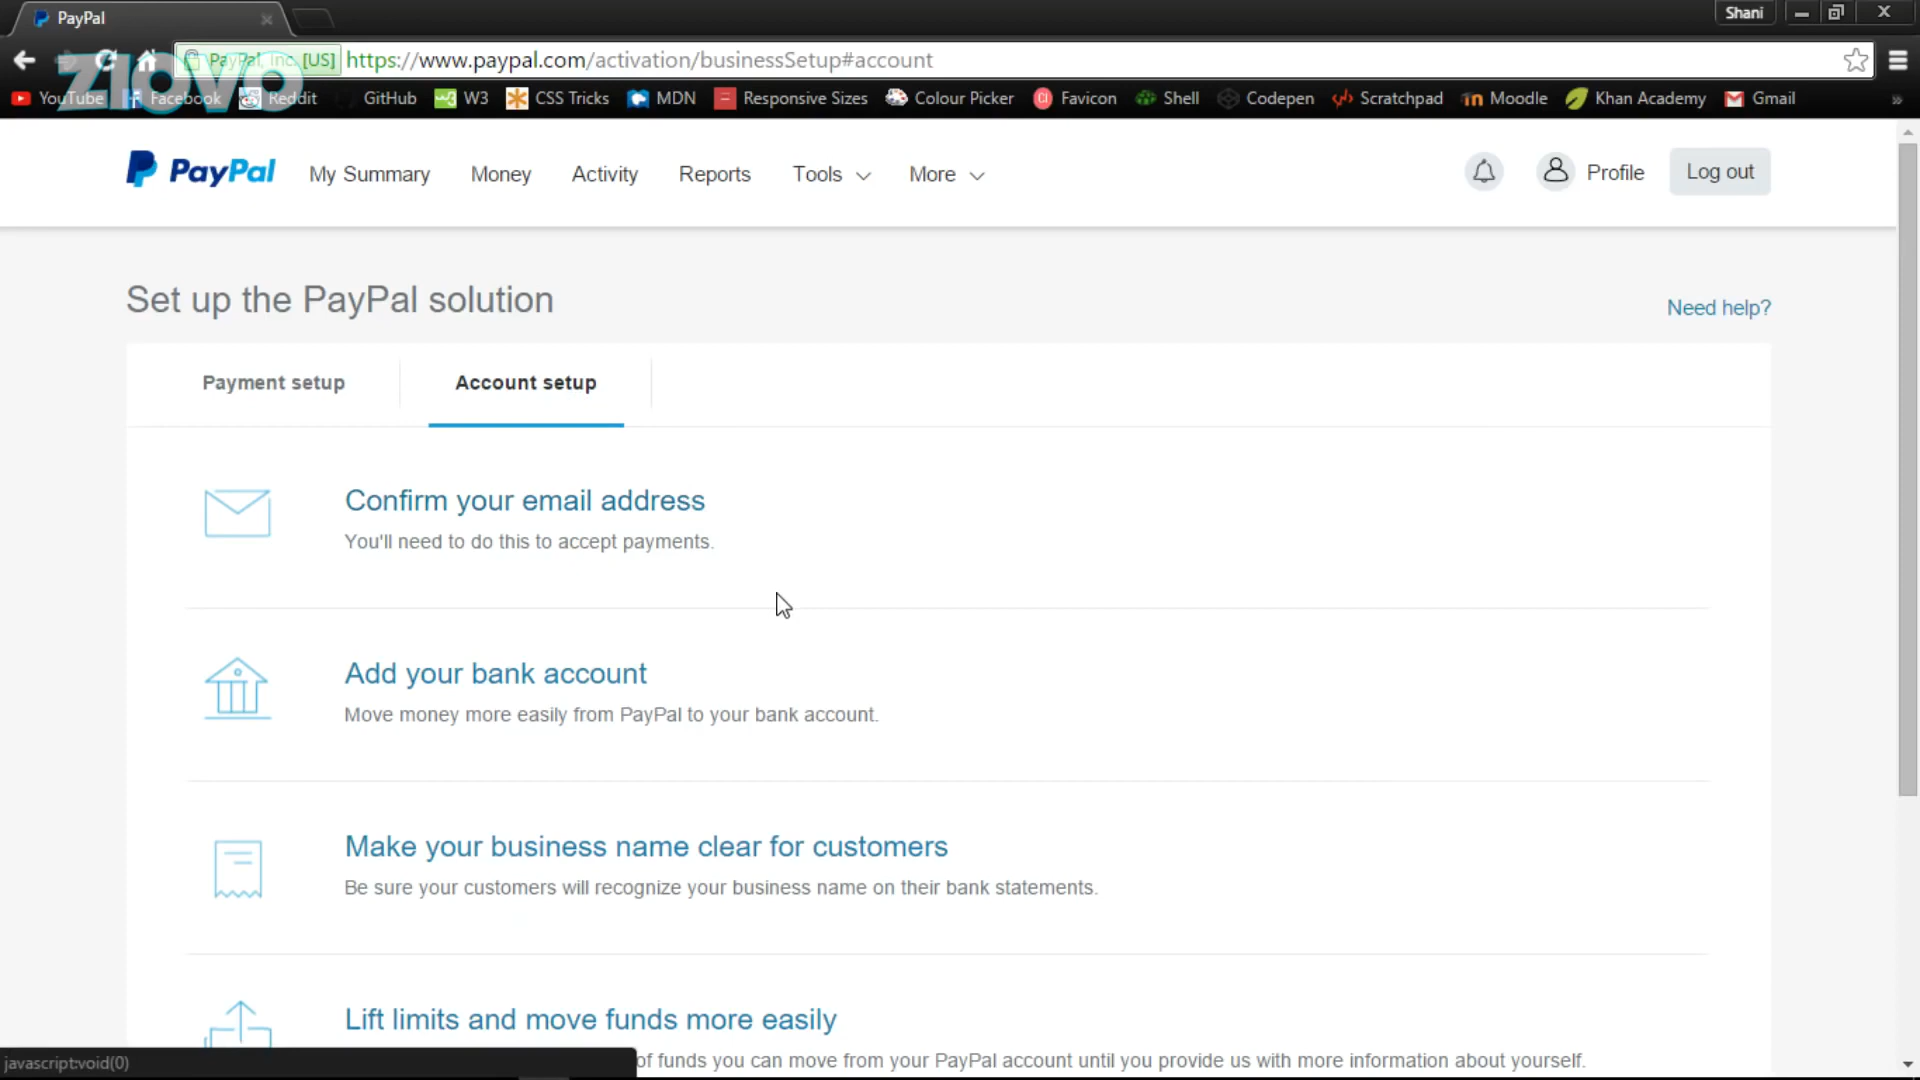 PayPal
Shani
PayPal, Inc. [US] https://www.paypal.com/activation/businessSetup#account
ZIOVO
YouTube Facebook Reddit GitHub W3 CSS Tricks MDN Responsive Sizes Colour Picker Favicon Shell Codepen Scratchpad Moodle Khan Academy Gmail »
PayPal My Summary Money Activity Reports Tools More Profile Log out
Set up the PayPal solution
Need help?
Payment setup Account setup
Confirm your email address
You'll need to do this to accept payments.
Add your bank account
Move money more easily from PayPal to your bank account.
Make your business name clear for customers
Be sure your customers will recognize your business name on their bank statements.
Lift limits and move funds more easily
of funds you can move from your PayPal account until you provide us with more information about yourself.
javascript:void(0)